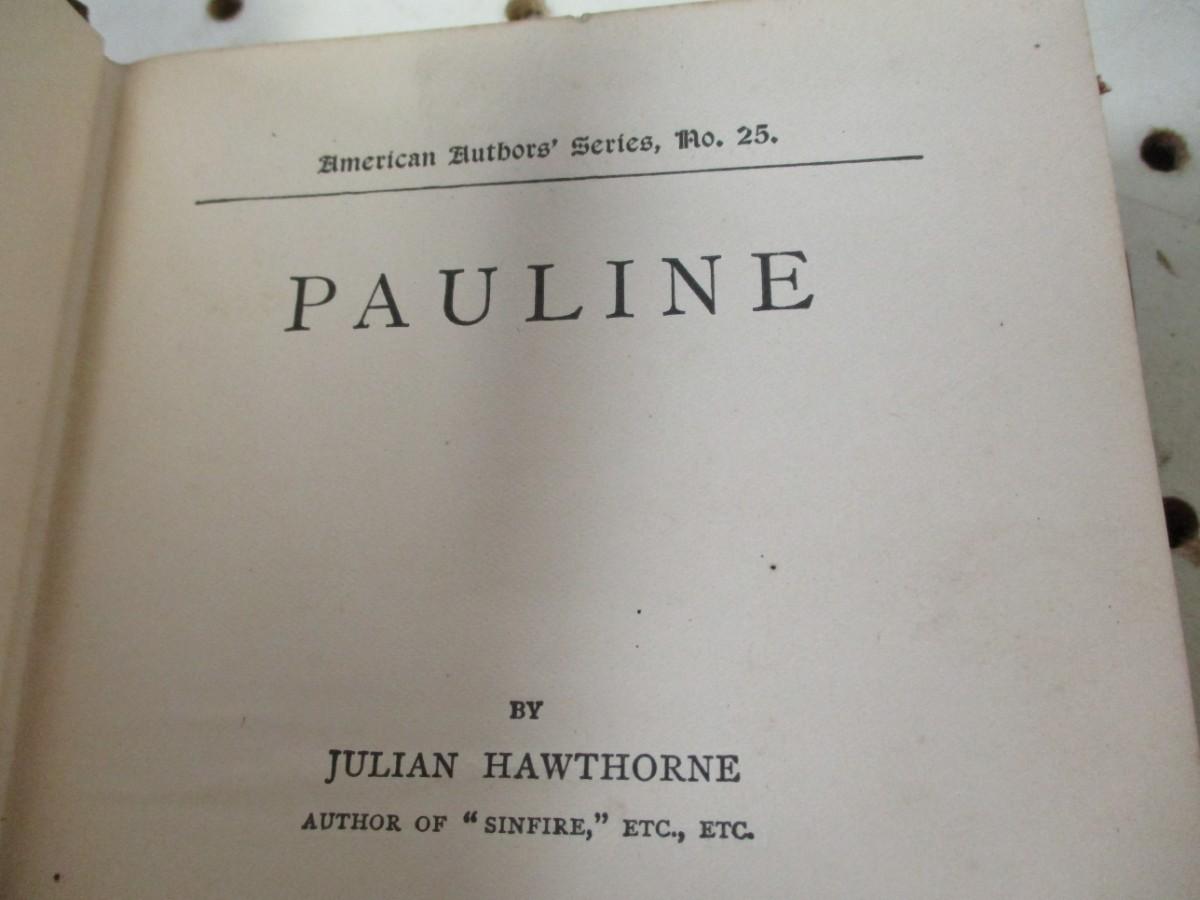 American Authors' Series, No. 25.
PAULINE
BY
JULIAN HAWTHORNE
AUTHOR OF "SINFIRE," ETC., ETC.